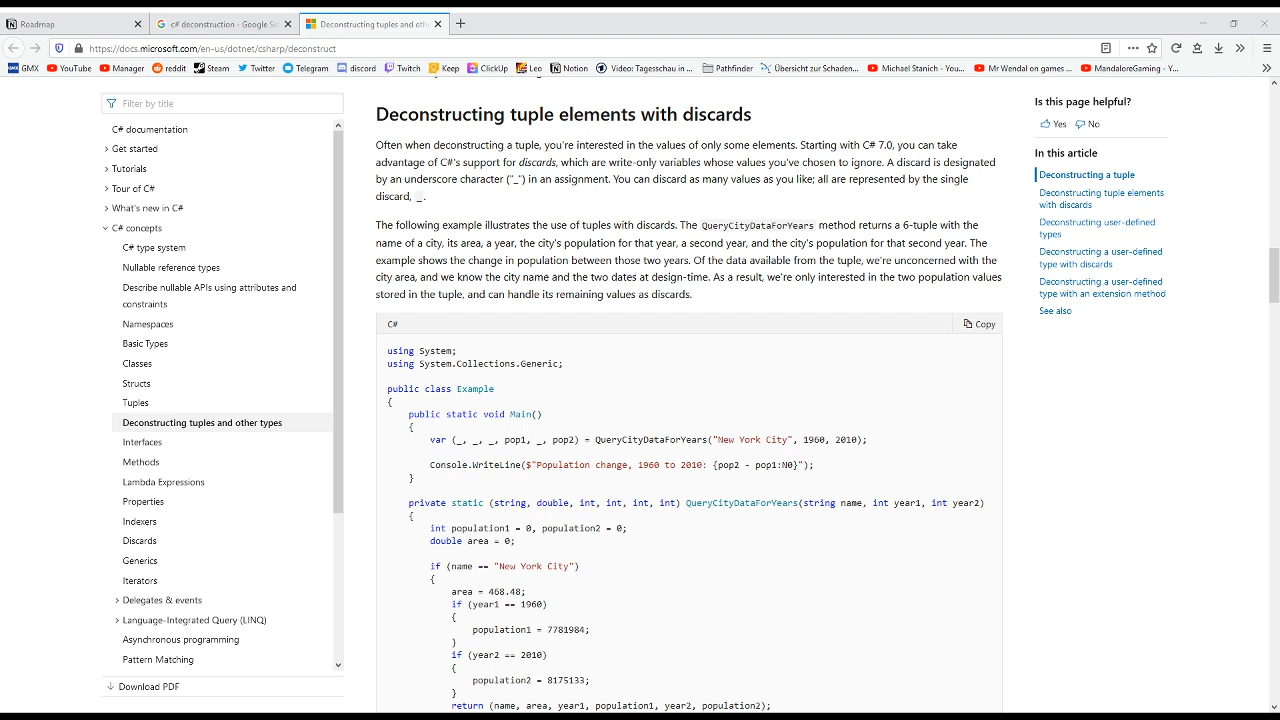 Roadmap
c# deconstruction - Google Se
Deconstructing tuples and oth
https://docs.microsoft.com/en-us/dotnet/csharp/deconstruct
GMX
YouTube
Manager
reddit
Steam
Twitter
Telegram
discord
Twitch
Keep
ClickUp
Leo
Notion
Video: Tagesschau in ...
Pathfinder
Übersicht zu Schaden...
Michael Stanich - You...
Mr Wendal on games ...
MandaloreGaming - Y...
Filter by title
C# documentation
Get started
Tutorials
Tour of C#
What's new in C#
C# concepts
C# type system
Nullable reference types
Describe nullable APIs using attributes and
constraints
Namespaces
Basic Types
Classes
Structs
Tuples
Deconstructing tuples and other types
Interfaces
Methods
Lambda Expressions
Properties
Indexers
Discards
Generics
Iterators
Delegates & events
Language-Integrated Query (LINQ)
Asynchronous programming
Pattern Matching
Download PDF
Deconstructing tuple elements with discards
Often when deconstructing a tuple, you're interested in the values of only some elements. Starting with C# 7.0, you can take
advantage of C#'s support for discards, which are write-only variables whose values you've chosen to ignore. A discard is designated
by an underscore character ("_") in an assignment. You can discard as many values as you like; all are represented by the single
discard, _.
The following example illustrates the use of tuples with discards. The QueryCityDataForYears method returns a 6-tuple with the
name of a city, its area, a year, the city's population for that year, a second year, and the city's population for that second year. The
example shows the change in population between those two years. Of the data available from the tuple, we're unconcerned with the
city area, and we know the city name and the two dates at design-time. As a result, we're only interested in the two population values
stored in the tuple, and can handle its remaining values as discards.
C#
Copy
using System;
using System.Collections.Generic;
public class Example
{
public static void Main()
{
var (_, _, _, pop1, _, pop2) = QueryCityDataForYears("New York City", 1960, 2010);
Console.WriteLine($"Population change, 1960 to 2010: {pop2 - pop1:N0}");
}
private static (string, double, int, int, int, int) QueryCityDataForYears(string name, int year1, int year2)
{
int population1 = 0, population2 = 0;
double area = 0;
if (name == "New York City")
{
area = 468.48;
if (year1 == 1960)
{
population1 = 7781984;
}
if (year2 == 2010)
{
population2 = 8175133;
}
return (name, area, year1, population1, year2, population2);
Is this page helpful?
Yes
No
In this article
Deconstructing a tuple
Deconstructing tuple elements
with discards
Deconstructing user-defined
types
Deconstructing a user-defined
type with discards
Deconstructing a user-defined
type with an extension method
See also